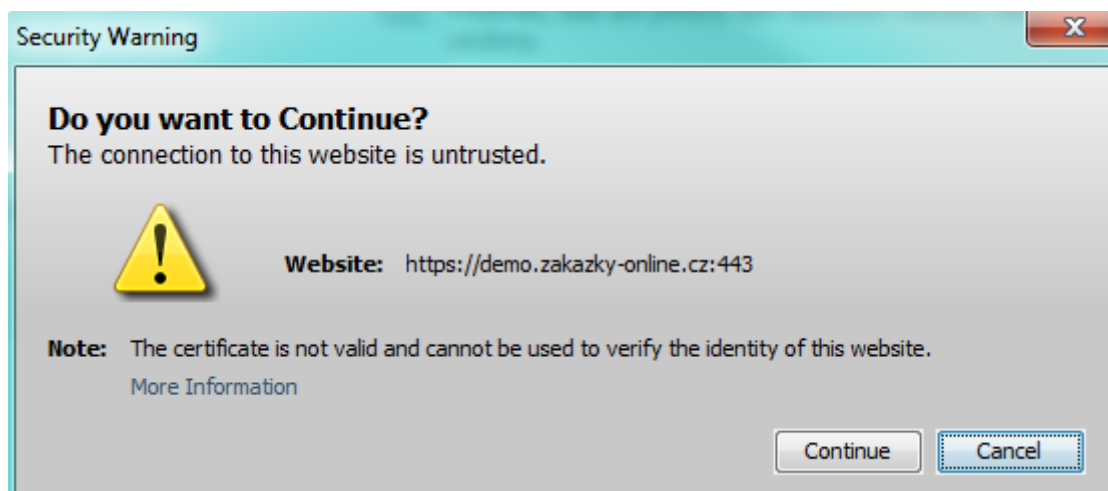 Security Warning
Do you want to Continue?
The connection to this website is untrusted.
Website: https://demo.zakazky-online.cz:443
Note: The certificate is not valid and cannot be used to verify the identity of this website.
More Information
Continue Cancel